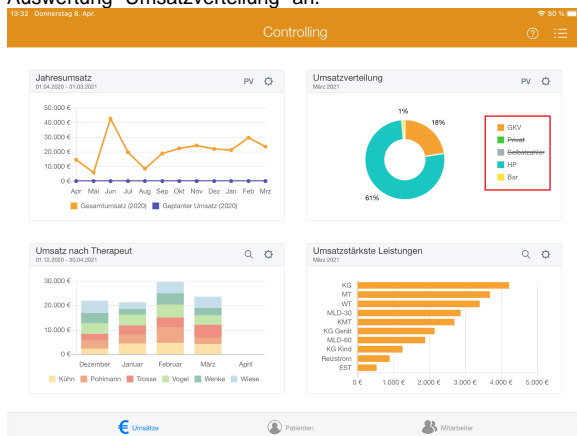 Auswertung "Umsatzverteilung" an.
13:32 Donnerstag 8. Apr.
80 %
Controlling
Jahresumsatz
01.04.2020 - 31.03.2021
PV
50.000 €
40.000 €
30.000 €
20.000 €
10.000 €
0 €
Apr Mai Jun Jul Aug Sep Okt Nov Dez Jan Feb Mrz
Gesamtumsatz (2020) Geplanter Umsatz (2020)
Umsatzverteilung
März 2021
PV
1%
18%
61%
GKV
Privat
Selbstzahler
HP
Bar
Umsatz nach Therapeut
01.12.2020 - 30.04.2021
30.000 €
20.000 €
10.000 €
0 €
Dezember Januar Februar März April
Kühn Pohlmann Trosse Vogel Wenke Wiese
Umsatzstärkste Leistungen
März 2021
KG
MT
WT
MLD-30
KMT
KG Gerät
MLD-60
KG Kind
Reizstrom
EST
0 € 1.000 € 2.000 € 3.000 € 4.000 € 5.000 €
Umsätze Patienten Mitarbeiter